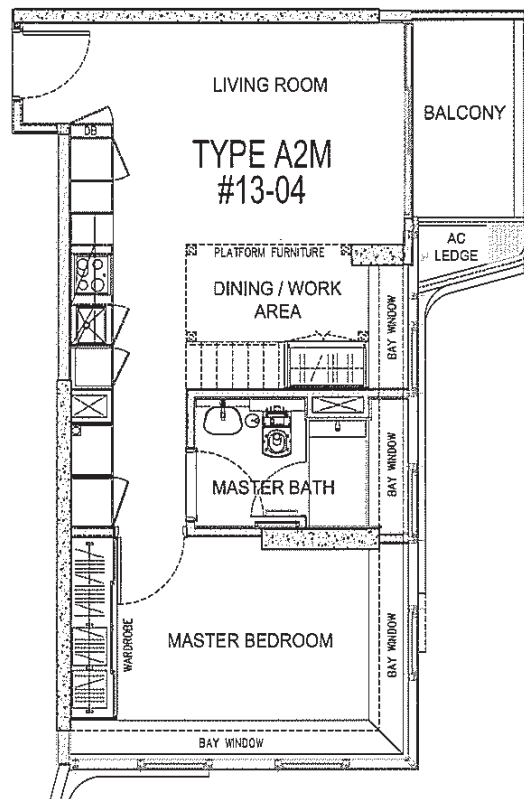 LIVING ROOM
BALCONY
DB
TYPE A2M
#13-04
AC
LEDGE
PLATFORM FURNITURE
DINING / WORK
AREA
BAY WINDOW
BAY WINDOW
MASTER BATH
WARDROBE
MASTER BEDROOM
BAY WINDOW
BAY WINDOW